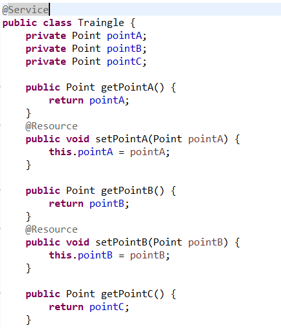 @Service
public class Traingle {
    private Point pointA;
    private Point pointB;
    private Point pointC;

    public Point getPointA() {
        return pointA;
    }
    @Resource
    public void setPointA(Point pointA) {
        this.pointA = pointA;
    }

    public Point getPointB() {
        return pointB;
    }
    @Resource
    public void setPointB(Point pointB) {
        this.pointB = pointB;
    }

    public Point getPointC() {
        return pointC;
    }